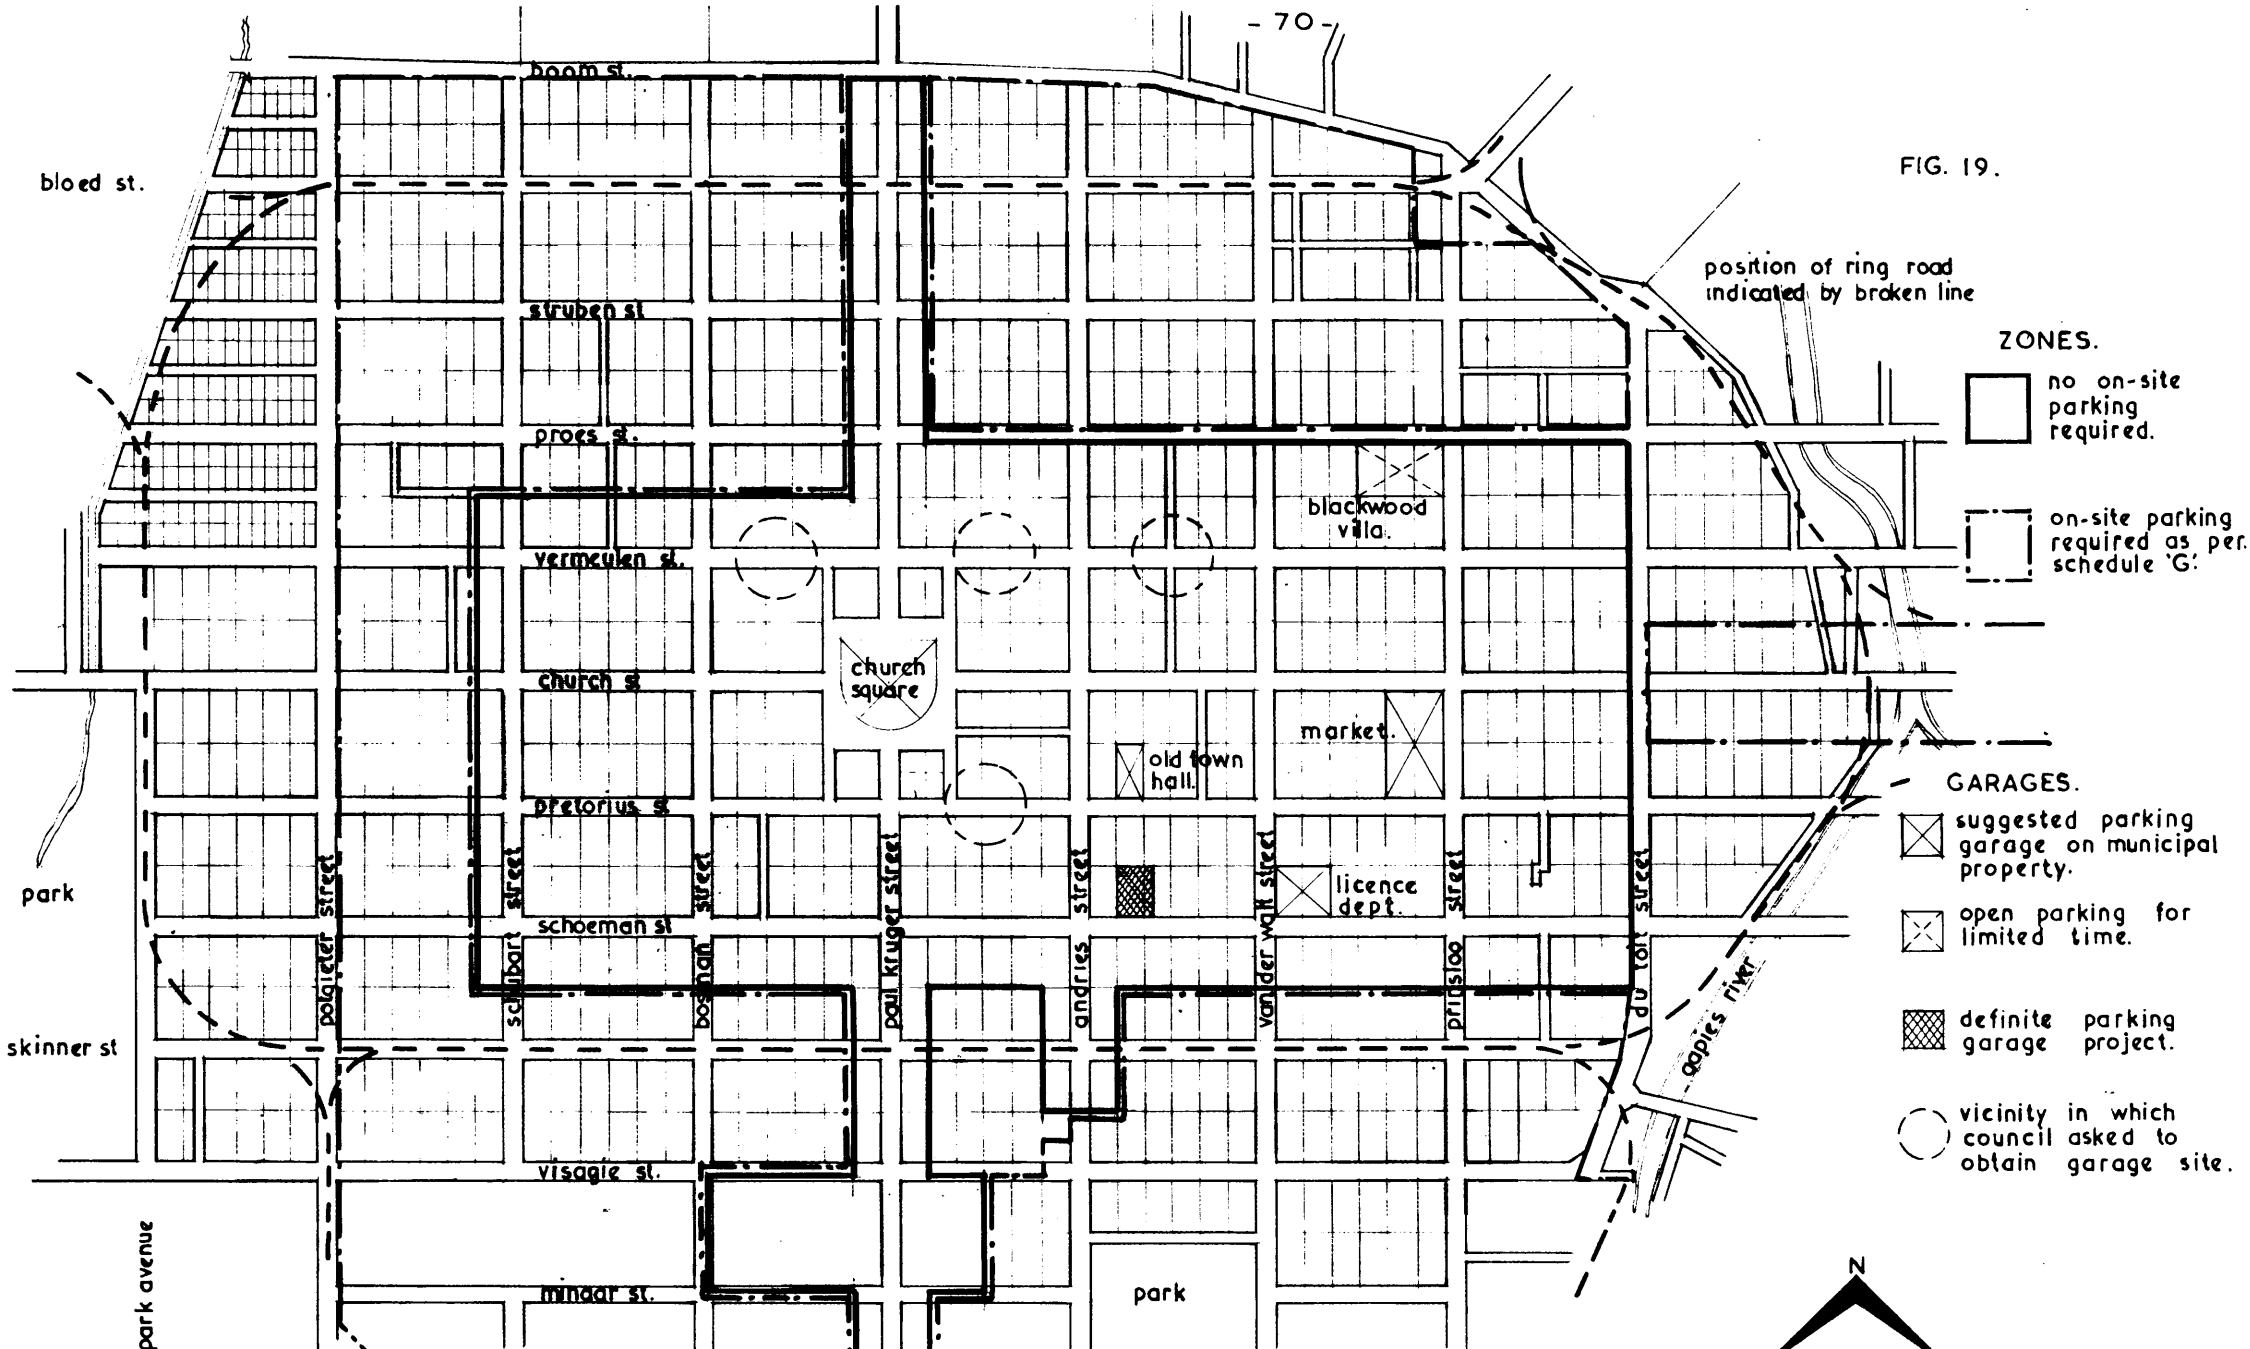 - 70 -
boom st.
FIG. 19.
bloed st.
position of ring road
indicated by broken line
struben st
ZONES.
no on-site
parking
required.
proes st.
blackwood
villa.
on-site parking
required as per.
schedule 'G'.
vermeulen st.
church
square
church st
market.
old town
hall.
GARAGES.
pretorius st
suggested parking
garage on municipal
property.
potgieter street
schubart street
bosman street
paul kruger street
andries street
van der walt street
prinsloo street
du toit street
licence
dept.
park
schoeman st
open parking for
limited time.
gapies river
skinner st
definite parking
garage project.
vicinity in which
council asked to
obtain garage site.
visagie st.
park avenue
minaar st.
park
N